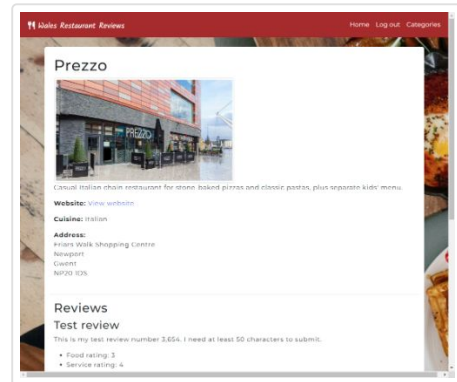 Wales Restaurant Reviews Home Log out Categories
Prezzo
PREZZO
Casual Italian chain restaurant for stone-baked pizzas and classic pastas, plus separate kids' menu.
Website: View website
Cuisine: Italian
Address:
Friars Walk Shopping Centre
Newport
Gwent
NP20 1DS
Reviews
Test review
This is my test review number 3,654. I need at least 50 characters to submit.
Food rating: 3
Service rating: 4